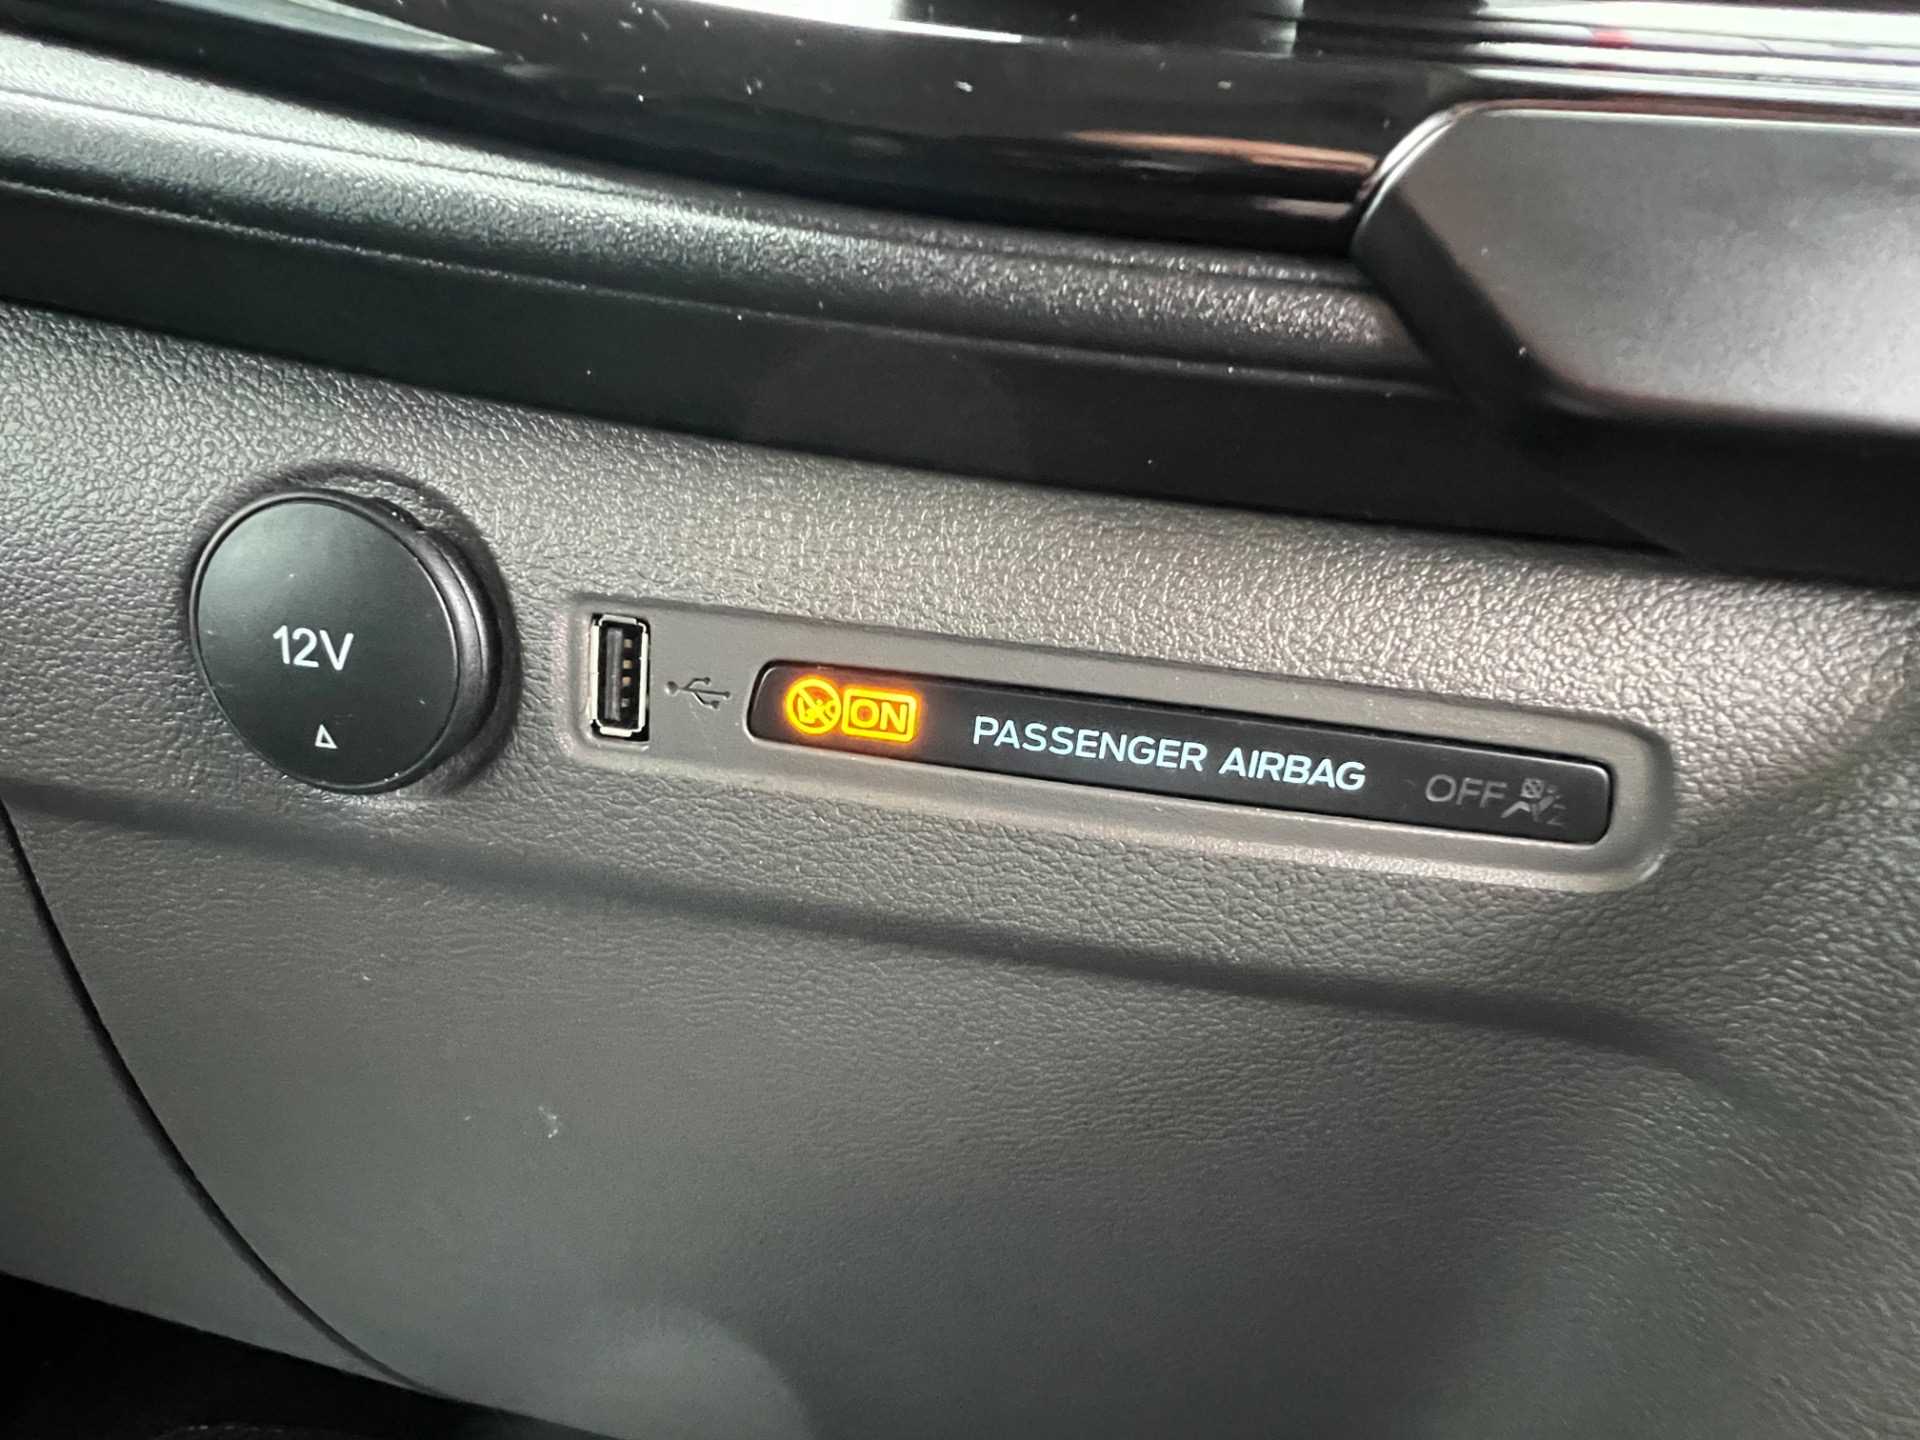 12V
ON PASSENGER AIRBAG OFF